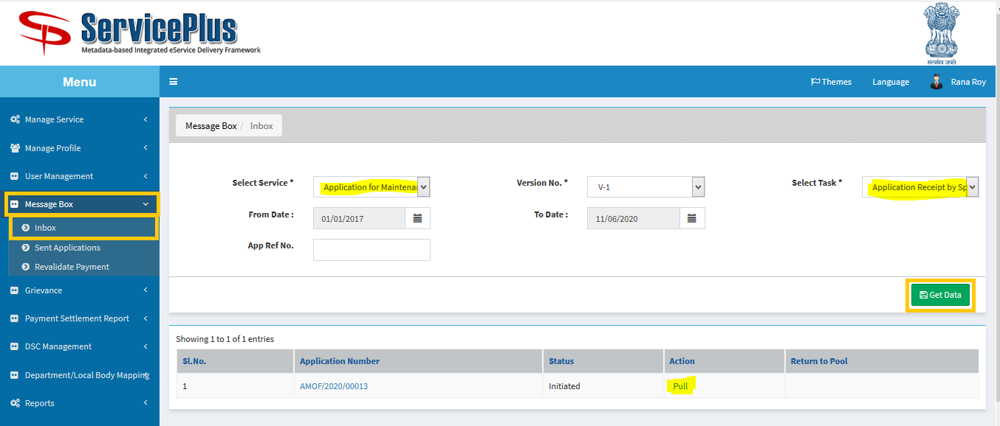 ServicePlus
Metadata-based Integrated eService Delivery Framework
सत्यमेव जयते
Menu
Themes
Language
Rana Roy
Manage Service
Manage Profile
User Management
Message Box
Inbox
Sent Applications
Revalidate Payment
Grievance
Payment Settlement Report
DSC Management
Department/Local Body Mapping
Reports
Message Box / Inbox
Select Service *
Application for Maintenan
Version No. *
V-1
Select Task *
Application Receipt by Sp
From Date :
01/01/2017
To Date :
11/06/2020
App Ref No.
Get Data
Showing 1 to 1 of 1 entries
Sl.No. Application Number Status Action Return to Pool
1 AMOF/2020/00013 Initiated Pull